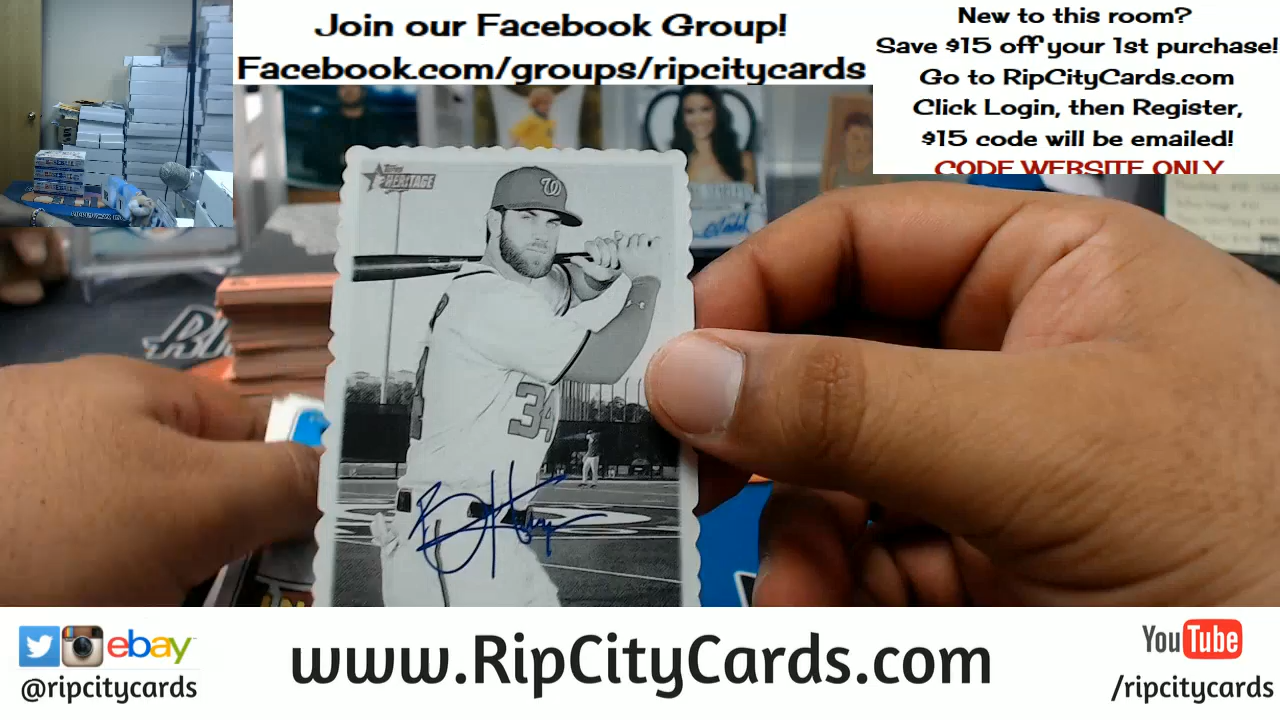 Join our Facebook Group!
Facebook.com/groups/ripcitycards
New to this room?
Save $15 off your 1st purchase!
Go to RipCityCards.com
Click Login, then Register,
$15 code will be emailed!
CODE WEBSITE ONLY
Topps
HERITAGE
W
34
ebay
@ripcitycards
www.RipCityCards.com
YouTube
/ripcitycards